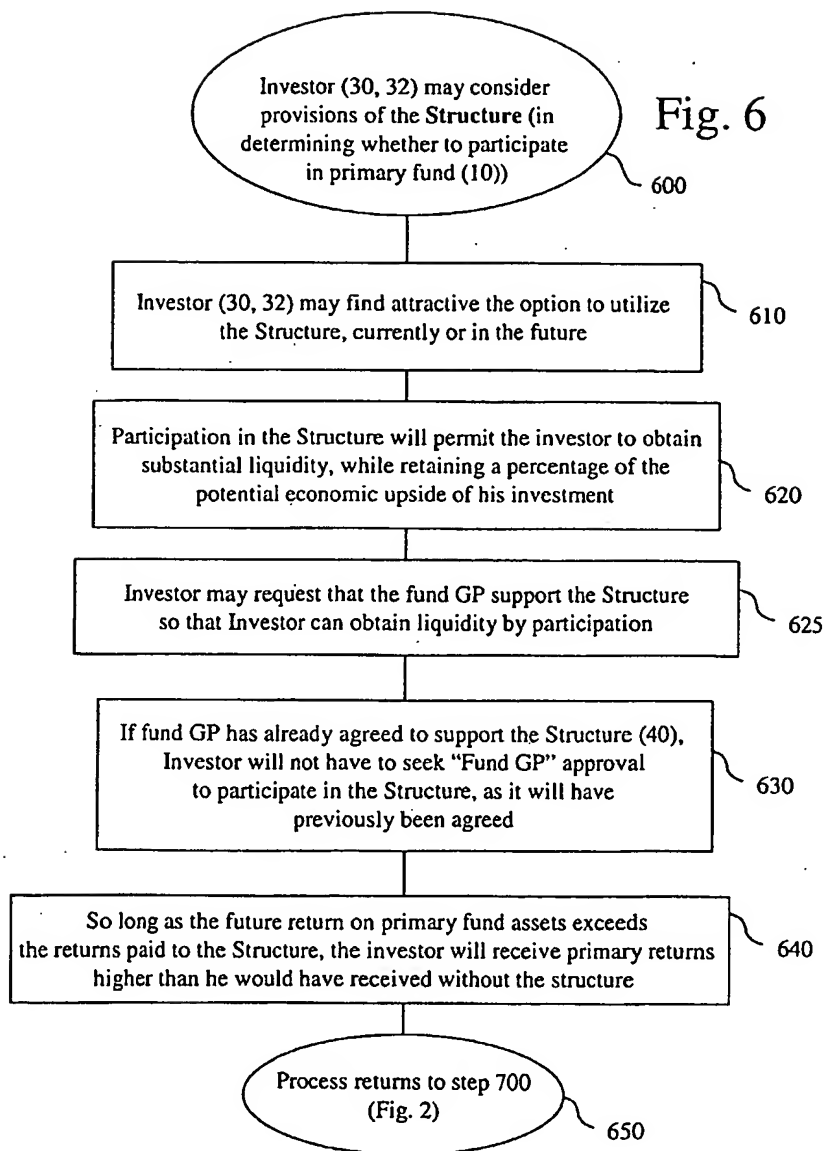 Investor (30, 32) may consider
provisions of the Structure (in
determining whether to participate
in primary fund (10))
Fig. 6
600
Investor (30, 32) may find attractive the option to utilize
the Structure, currently or in the future
610
Participation in the Structure will permit the investor to obtain
substantial liquidity, while retaining a percentage of the
potential economic upside of his investment
620
Investor may request that the fund GP support the Structure
so that Investor can obtain liquidity by participation
625
If fund GP has already agreed to support the Structure (40),
Investor will not have to seek “Fund GP” approval
to participate in the Structure, as it will have
previously been agreed
630
So long as the future return on primary fund assets exceeds
the returns paid to the Structure, the investor will receive primary returns
higher than he would have received without the structure
640
Process returns to step 700
(Fig. 2)
650